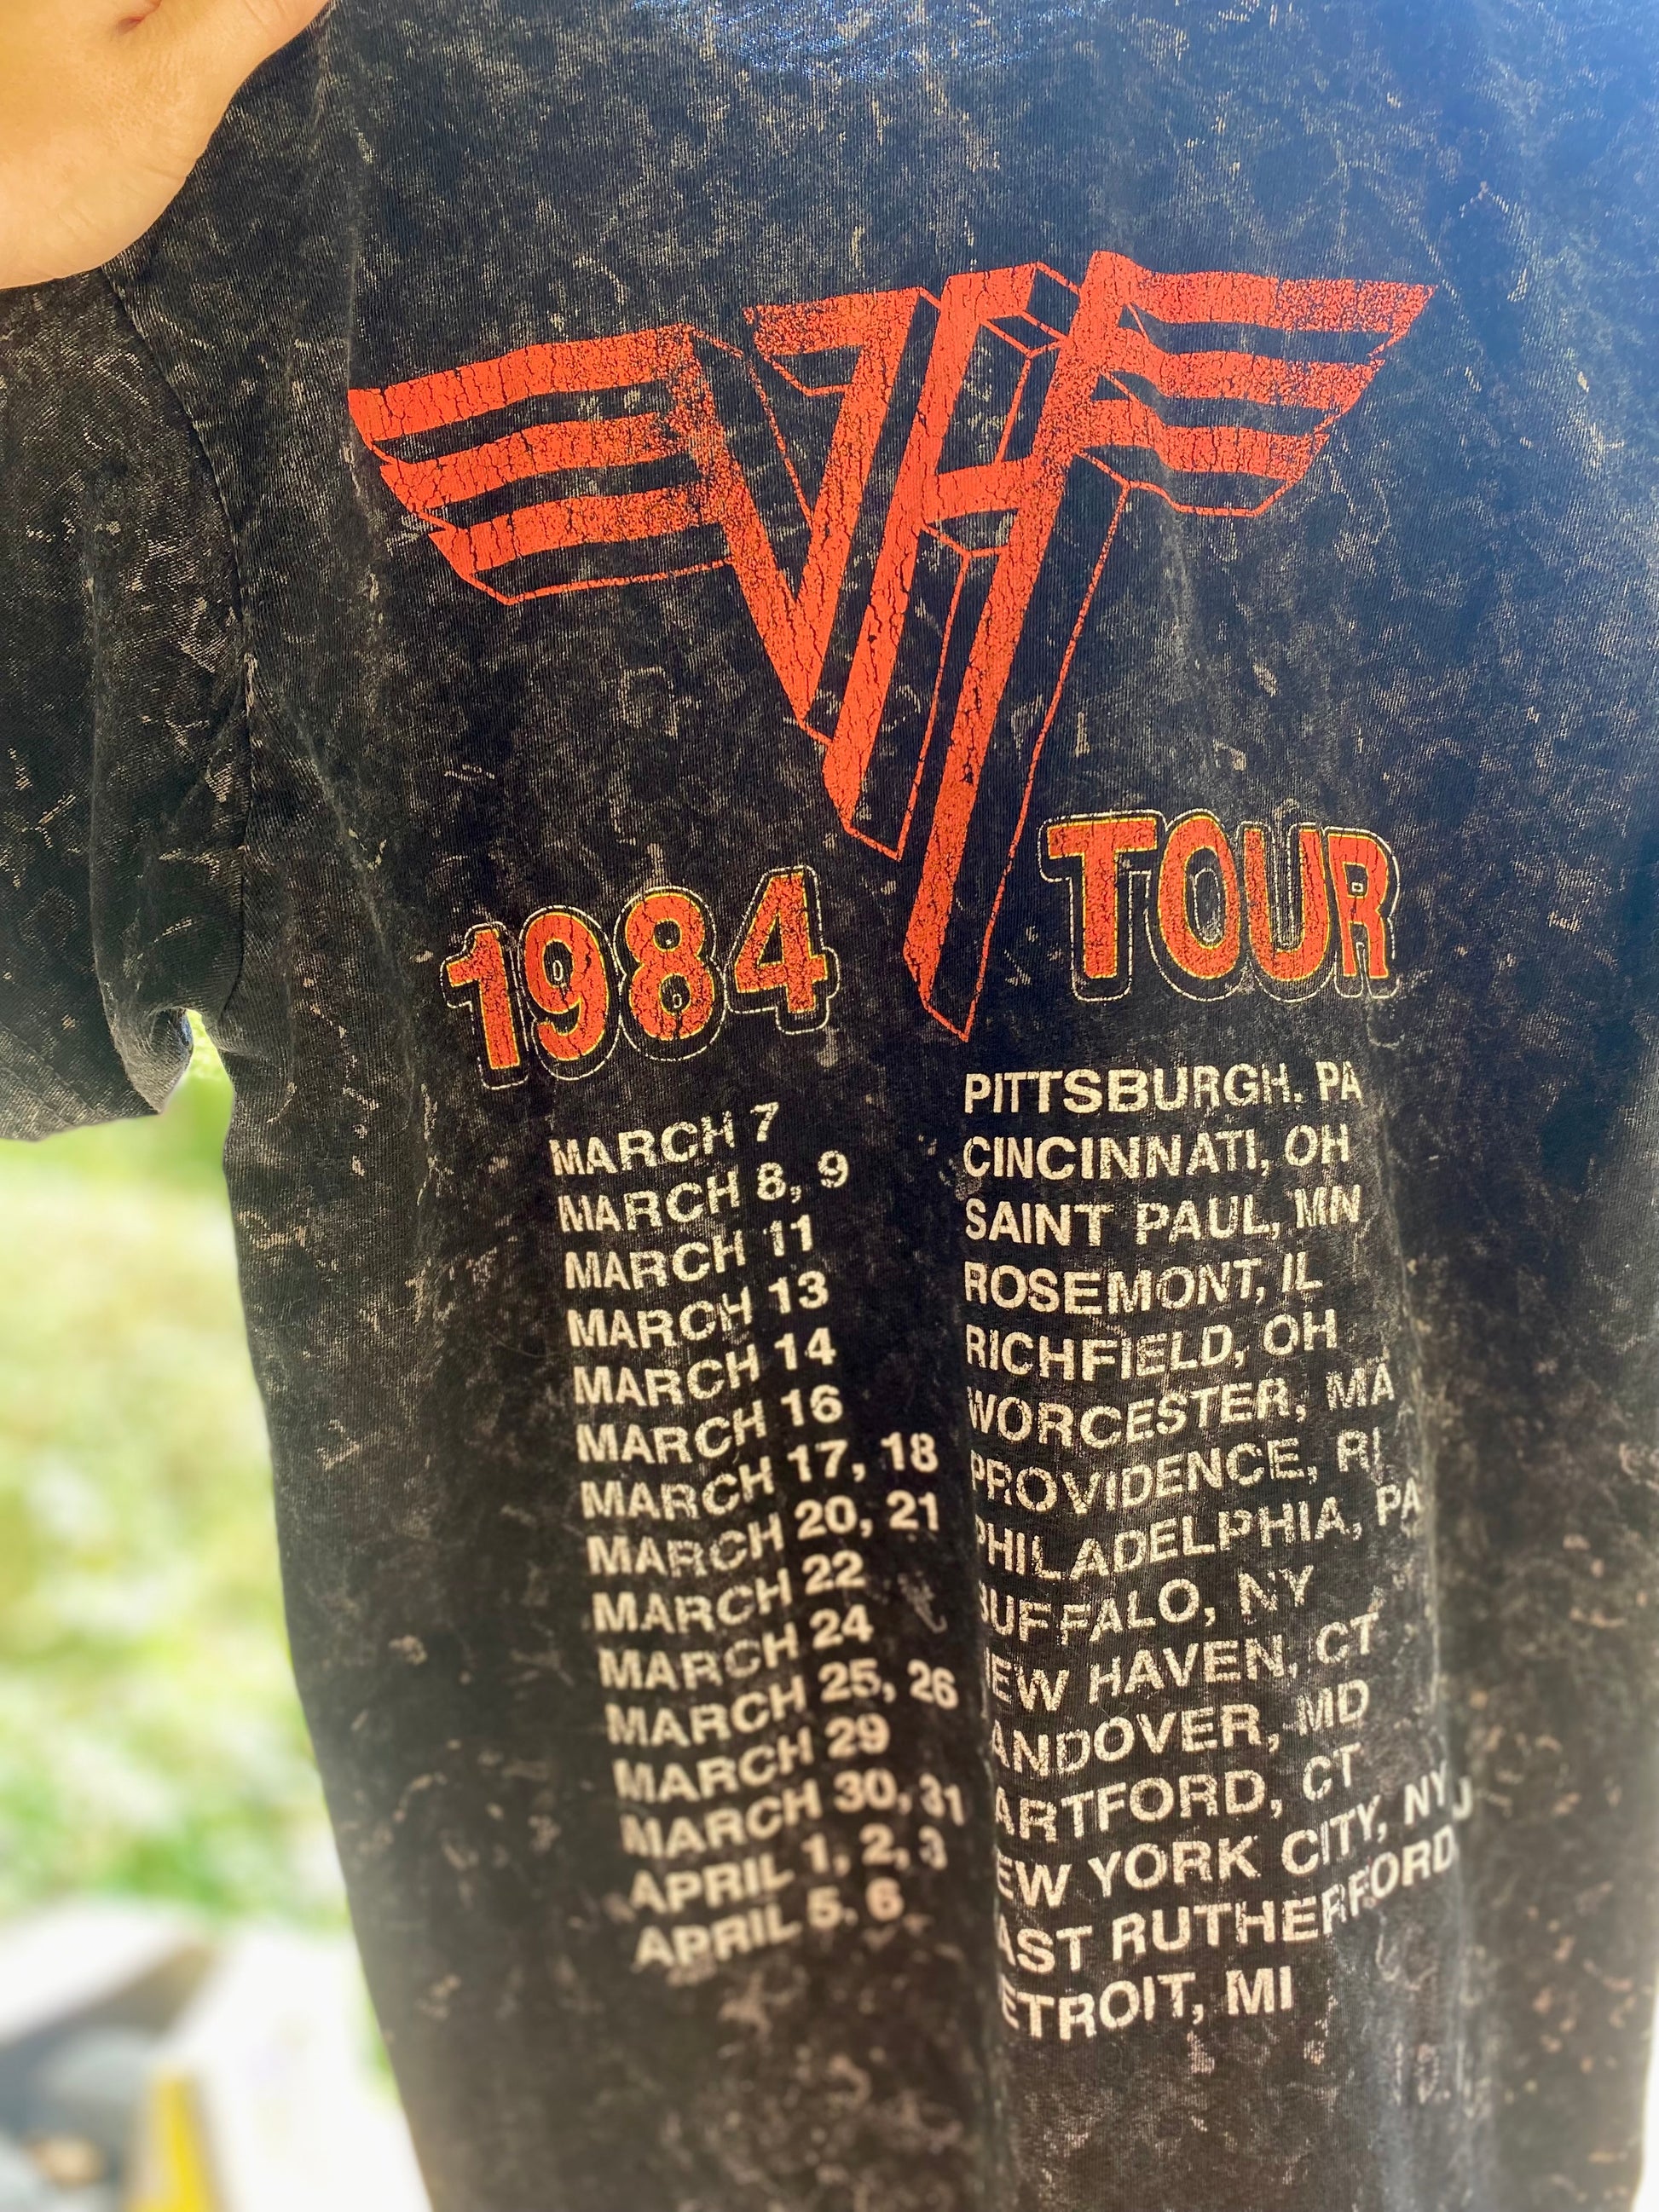 VH
1984 TOUR
MARCH 7 PITTSBURGH. PA
MARCH 8, 9 CINCINNATI, OH
MARCH 11 SAINT PAUL, MN
MARCH 13 ROSEMONT, IL
MARCH 14 RICHFIELD, OH
MARCH 16 WORCESTER, MA
MARCH 17, 18 PROVIDENCE, RI
MARCH 20, 21 PHILADELPHIA, PA
MARCH 22 BUFFALO, NY
MARCH 24 EW HAVEN, CT
MARCH 25, 26 ANDOVER, MD
MARCH 29 ARTFORD, CT
MARCH 30, 31 EW YORK CITY, NY
APRIL 1, 2, 3 AST RUTHERFORD J
APRIL 5, 6 ETROIT, MI